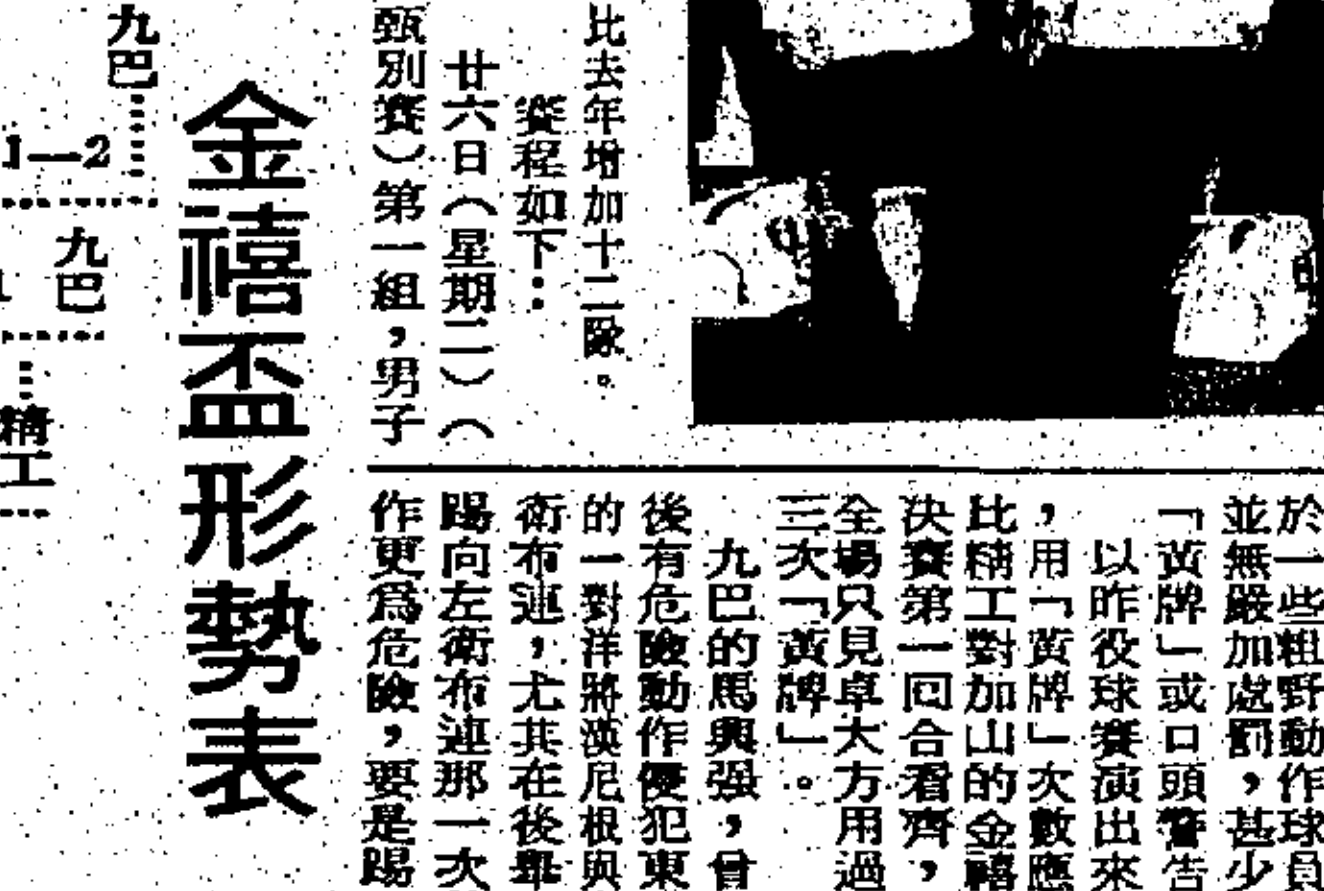 比去年增加十二隊。
賽程如下：
廿六日（星期二）（
甄別賽）第一組，男子
於一些粗野動作球員
並無嚴加處罰，甚少
「黃牌」或口頭警告
以昨役球賽演出來
，用「黃牌」次數應
比精工對加山的金禧
決賽第一回合看齊，
全場只見卓大方用過
三次「黃牌」。
九巴的馬興强，曾
後有危險動作侵犯東
的一對洋將漢尼根與
衛布連，尤其在後舉
踢向左衛布連那一次
作更爲危險，要是踢
金禧盃形勢表
九巴
1—2
九巴
精工